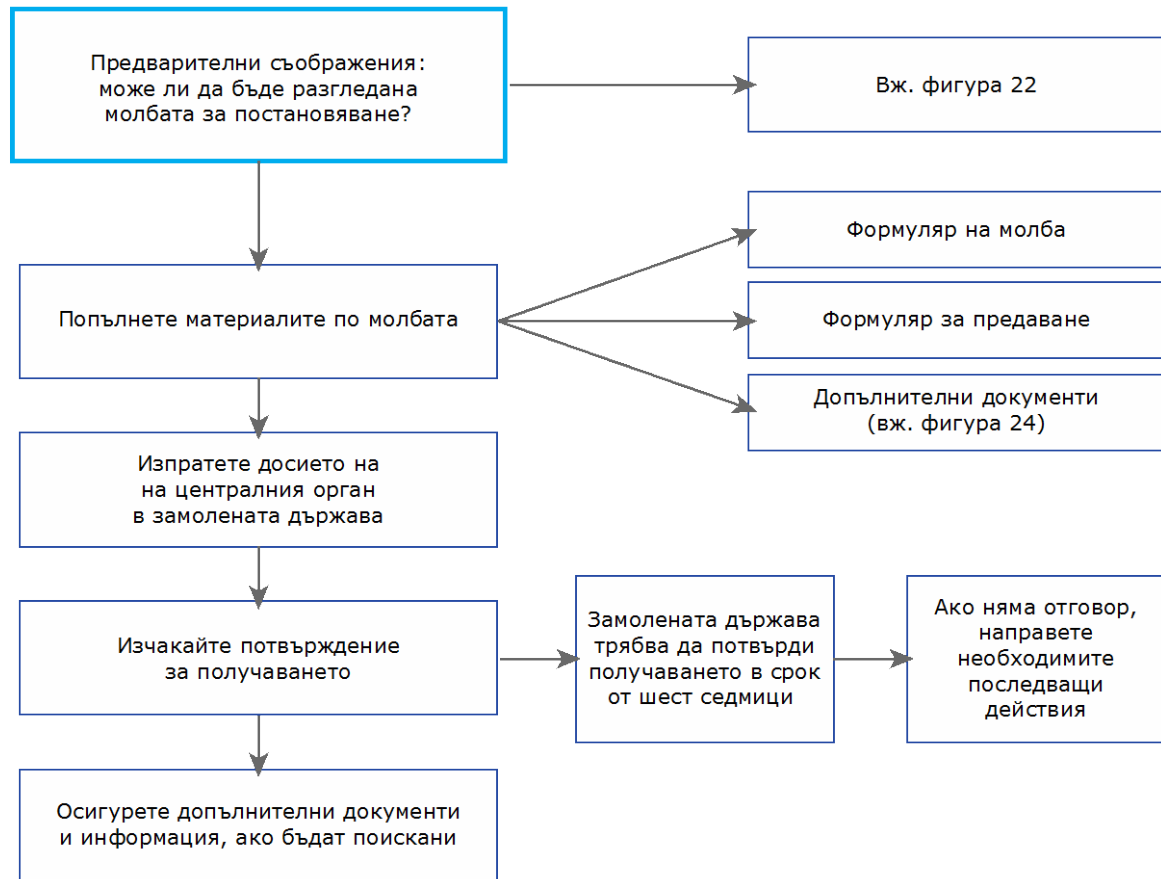 Предварителни съображения:
може ли да бъде разгледана
молбата за постановяване?
Вж. фигура 22
Формуляр на молба
Попълнете материалите по молбата
Формуляр за предаване
Допълнителни документи
(вж. фигура 24)
Изпратете досието на
на централния орган
в замолената държава
Изчакайте потвърждение
за получаването
Замолената държава
трябва да потвърди
получаването в срок
от шест седмици
Ако няма отговор,
направете
необходимите
последващи
действия
Осигурете допълнителни документи
и информация, ако бъдат поискани